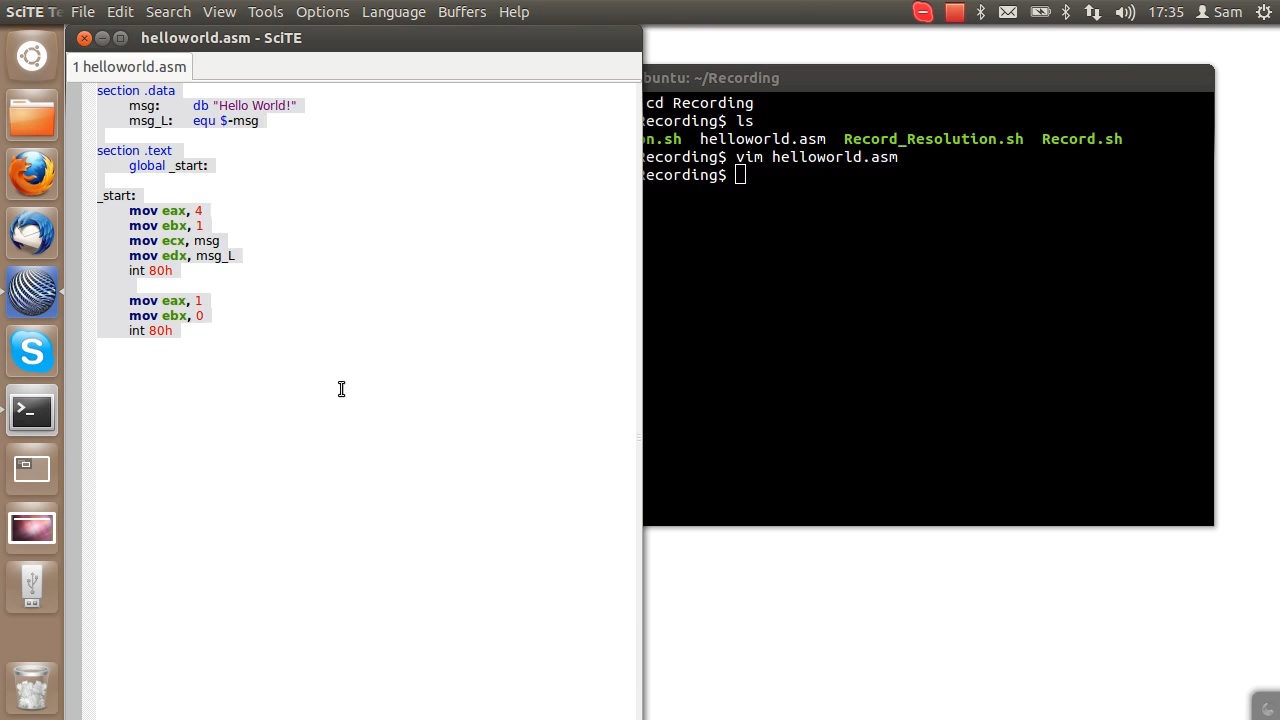 SciTE Te File Edit Search View Tools Options Language Buffers Help 17:35 Sam
helloworld.asm - SciTE
1 helloworld.asm
section .data
msg: db "Hello World!"
msg_L: equ $-msg
section .text
global _start:
_start:
mov eax, 4
mov ebx, 1
mov ecx, msg
mov edx, msg_L
int 80h
mov eax, 1
mov ebx, 0
int 80h
buntu: ~/Recording
cd Recording
ecording$ ls
n.sh helloworld.asm Record_Resolution.sh Record.sh
ecording$ vim helloworld.asm
ecording$